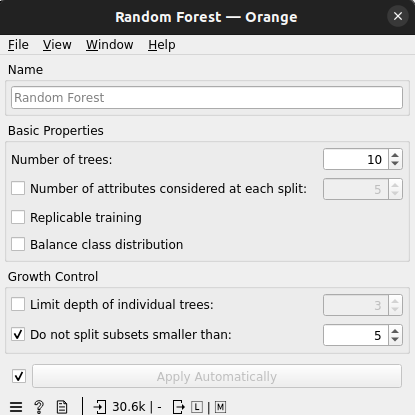 Random Forest — Orange
File View Window Help
Name
Random Forest
Basic Properties
Number of trees: 10
Number of attributes considered at each split: 5
Replicable training
Balance class distribution
Growth Control
Limit depth of individual trees: 3
Do not split subsets smaller than: 5
Apply Automatically
30.6k | - L | M